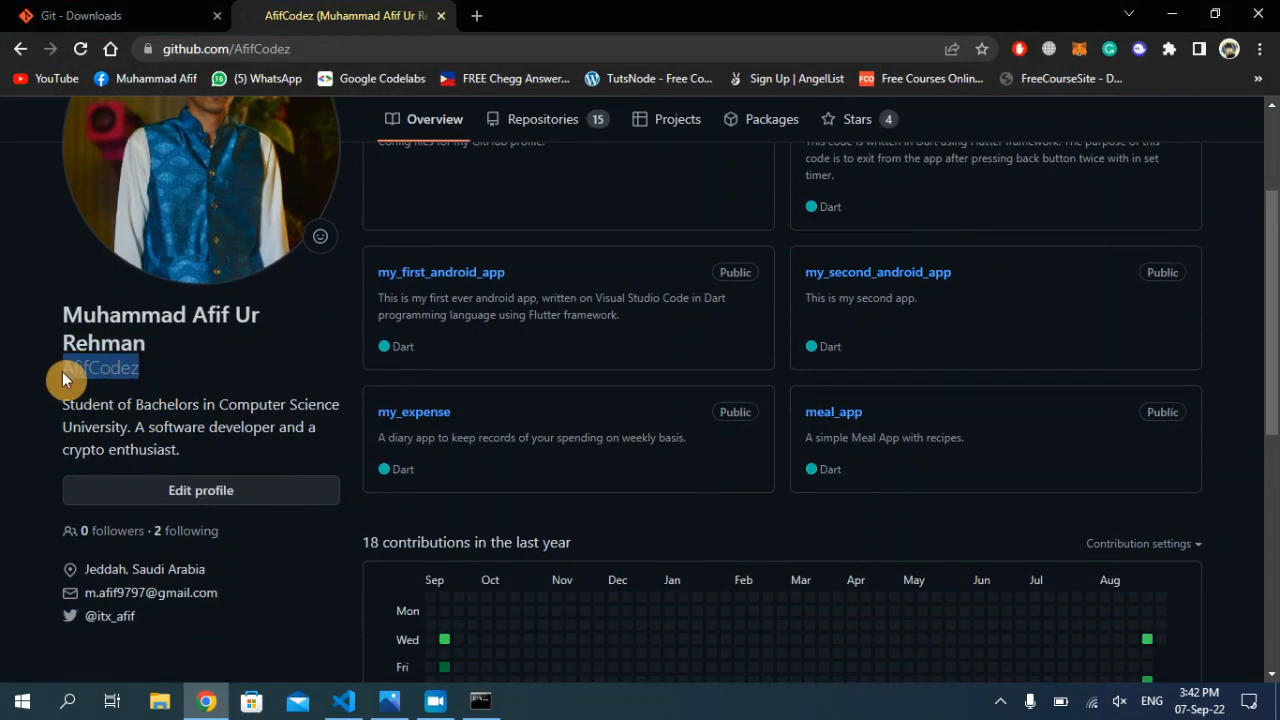 Git - Downloads
AfifCodez (Muhammad Afif Ur Re
github.com/AfifCodez
YouTube
Muhammad Afif
(5) WhatsApp
Google Codelabs
FREE Chegg Answer...
TutsNode - Free Co...
Sign Up | AngelList
FCO
Free Courses Onlin...
FreeCourseSite - D...
»
Overview
Repositories 15
Projects
Packages
Stars 4
Config files for my GitHub profile.
This code is written in Dart using Flutter framework. The purpose of this
code is to exit from the app after pressing back button twice with in set
timer.
Dart
my_first_android_app
Public
This is my first ever android app, written on Visual Studio Code in Dart
programming language using Flutter framework.
Dart
my_second_android_app
Public
This is my second app.
Dart
Muhammad Afif Ur
Rehman
AfifCodez
Student of Bachelors in Computer Science
University. A software developer and a
crypto enthusiast.
Edit profile
0 followers · 2 following
Jeddah, Saudi Arabia
m.afif9797@gmail.com
@itx_afif
my_expense
Public
A diary app to keep records of your spending on weekly basis.
Dart
meal_app
Public
A simple Meal App with recipes.
Dart
18 contributions in the last year
Contribution settings
Sep Oct Nov Dec Jan Feb Mar Apr May Jun Jul Aug
Mon
Wed
Fri
ENG
5:42 PM
07-Sep-22